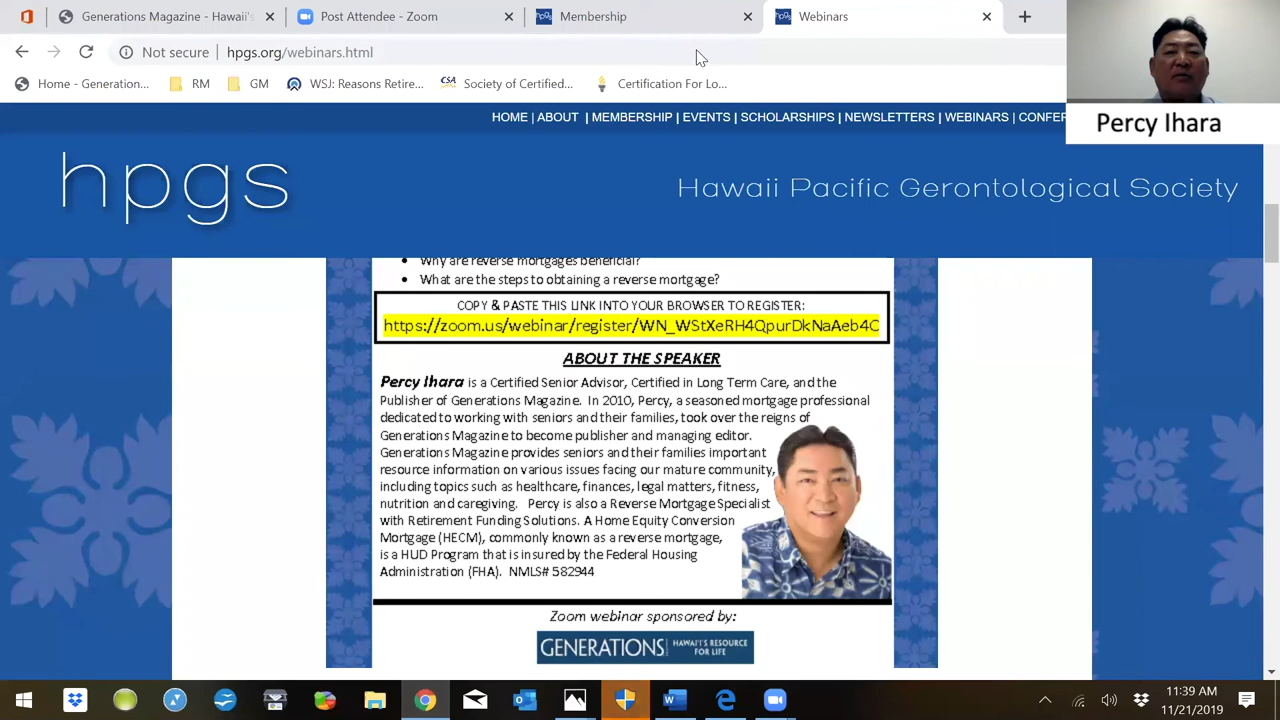 Generations Magazine - Hawaii's
Post Attendee - Zoom
Membership
Webinars
Not secure
hpgs.org/webinars.html
Home - Generation...
RM
GM
WSJ: Reasons Retire...
CSA
Society of Certified...
Certification For Lo...
HOME | ABOUT | MEMBERSHIP | EVENTS | SCHOLARSHIPS | NEWSLETTERS | WEBINARS | CONFER
Percy Ihara
hpgs
Hawaii Pacific Gerontological Society
Why are reverse mortgages beneficial?
What are the steps to obtaining a reverse mortgage?
COPY & PASTE THIS LINK INTO YOUR BROWSER TO REGISTER:
https://zoom.us/webinar/register/WN_WStXeRH4QpurDkNaAeb4C
ABOUT THE SPEAKER
Percy Ihara is a Certified Senior Advisor, Certified in Long Term Care, and the
Publisher of Generations Magazine. In 2010, Percy, a seasoned mortgage professional
dedicated to working with seniors and their families, took over the reigns of
Generations Magazine to become publisher and managing editor.
Generations Magazine provides seniors and their families important
resource information on various issues facing our mature community,
including topics such as healthcare, finances, legal matters, fitness,
nutrition and caregiving. Percy is also a Reverse Mortgage Specialist
with Retirement Funding Solutions. A Home Equity Conversion
Mortgage (HECM), commonly known as a reverse mortgage,
is a HUD Program that is insured by the Federal Housing
Administration (FHA). NMLS# 582944
Zoom webinar sponsored by:
GENERATIONS HAWAI'I'S RESOURCE
FOR LIFE
11:39 AM
11/21/2019